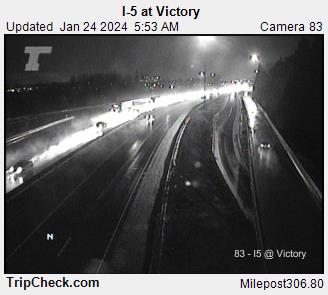 I-5 at Victory
Updated Jan 24 2024 5:53 AM Camera 83
T
N
83 - I5 @ Victory
TripCheck.com Milepost306.80